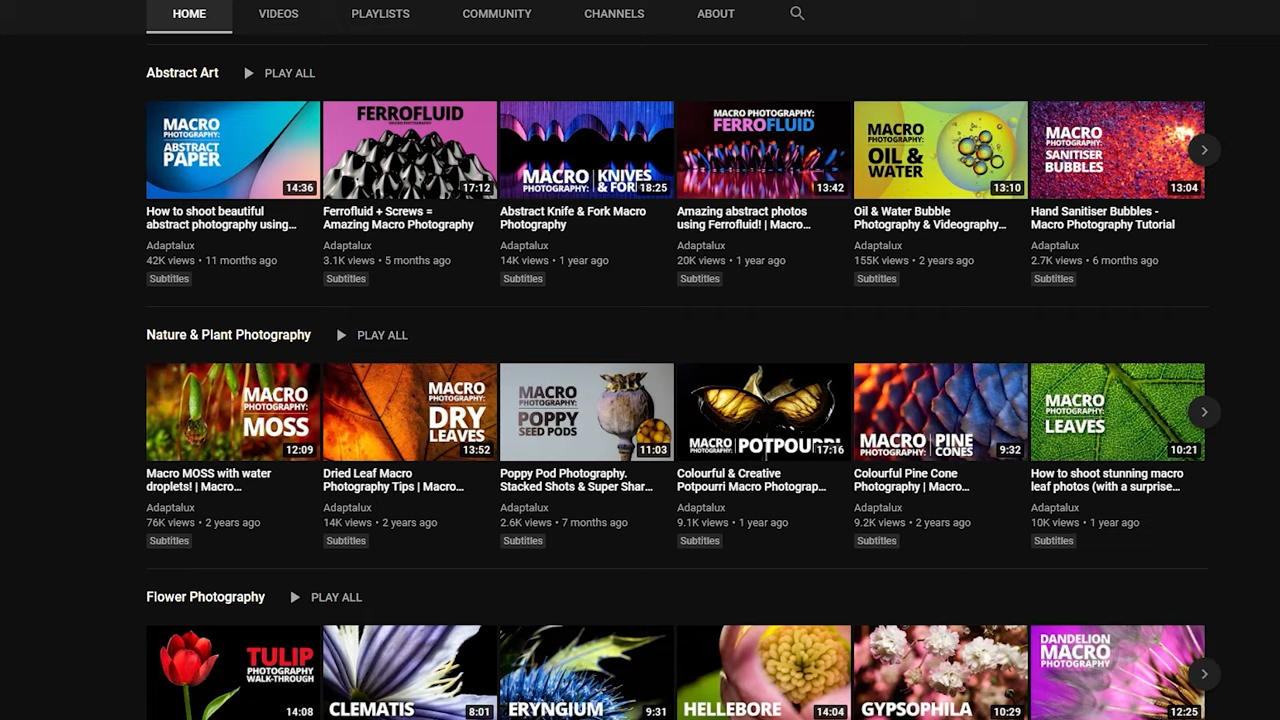 HOME VIDEOS PLAYLISTS COMMUNITY CHANNELS ABOUT
Abstract Art PLAY ALL
MACRO
PHOTOGRAPHY:
ABSTRACT
PAPER
14:36
FERROFLUID
17:12
MACRO
PHOTOGRAPHY:
KNIVES
& FOR
18:25
MACRO PHOTOGRAPHY:
FERROFLUID
13:42
MACRO
PHOTOGRAPHY:
OIL &
WATER
13:10
MACRO
PHOTOGRAPHY:
SANITISER
BUBBLES
13:04
How to shoot beautiful
abstract photography using...
Adaptalux
42K views • 11 months ago
Subtitles
Ferrofluid + Screws =
Amazing Macro Photography
Adaptalux
3.1K views • 5 months ago
Subtitles
Abstract Knife & Fork Macro
Photography
Adaptalux
14K views • 1 year ago
Subtitles
Amazing abstract photos
using Ferrofluid! | Macro...
Adaptalux
20K views • 1 year ago
Subtitles
Oil & Water Bubble
Photography & Videography...
Adaptalux
155K views • 2 years ago
Subtitles
Hand Sanitiser Bubbles -
Macro Photography Tutorial
Adaptalux
2.7K views • 6 months ago
Subtitles
Nature & Plant Photography PLAY ALL
MACRO
PHOTOGRAPHY:
MOSS
12:09
MACRO
PHOTOGRAPHY:
DRY
LEAVES
13:52
MACRO
PHOTOGRAPHY:
POPPY
SEED PODS
11:03
MACRO
PHOTOGRAPHY:
POTPOURRI
17:16
MACRO
PHOTOGRAPHY:
PINE
CONES
9:32
MACRO
PHOTOGRAPHY:
LEAVES
10:21
Macro MOSS with water
droplets! | Macro...
Adaptalux
76K views • 2 years ago
Subtitles
Dried Leaf Macro
Photography Tips | Macro...
Adaptalux
14K views • 2 years ago
Subtitles
Poppy Pod Photography.
Stacked Shots & Super Shar...
Adaptalux
2.6K views • 7 months ago
Subtitles
Colourful & Creative
Potpourri Macro Photograp...
Adaptalux
9.1K views • 1 year ago
Subtitles
Colourful Pine Cone
Photography | Macro...
Adaptalux
9.2K views • 2 years ago
Subtitles
How to shoot stunning macro
leaf photos (with a surprise...
Adaptalux
10K views • 1 year ago
Subtitles
Flower Photography PLAY ALL
TULIP
PHOTOGRAPHY
WALK-THROUGH
14:08
CLEMATIS
8:01
ERYNGIUM
9:31
HELLEBORE
14:04
GYPSOPHILA
10:29
DANDELION
MACRO
PHOTOGRAPHY
12:25